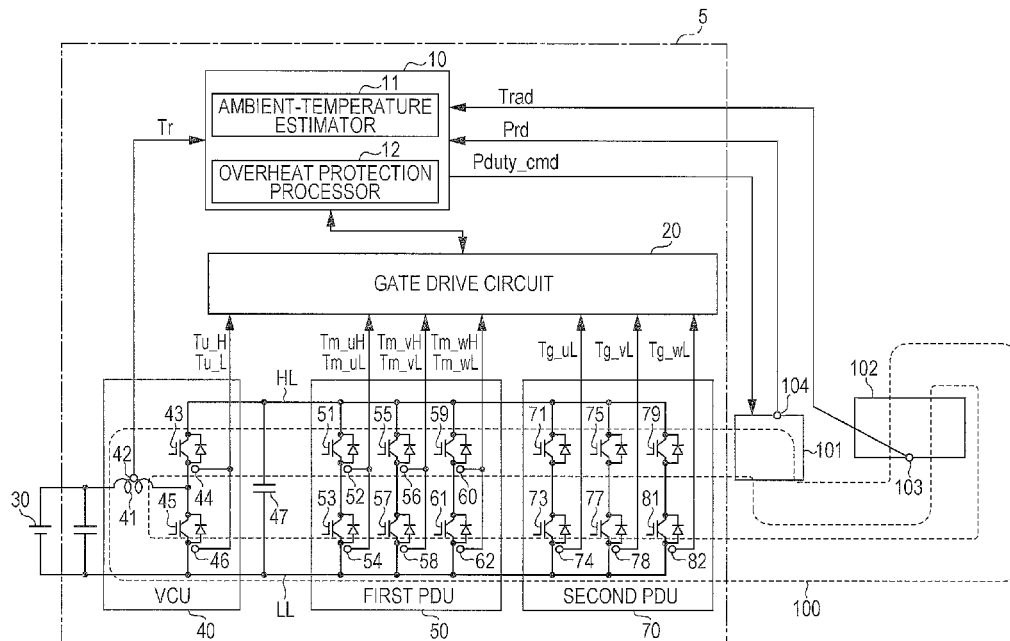 5
10
11
AMBIENT-TEMPERATURE
ESTIMATOR
Trad
Tr
12
Prd
OVERHEAT PROTECTION
PROCESSOR
Pduty_cmd
20
GATE DRIVE CIRCUIT
Tu_H
Tu_L
Tm_uH
Tm_uL
Tm_vH
Tm_vL
Tm_wH
Tm_wL
Tg_uL
Tg_vL
Tg_wL
HL
102
104
43
51
55
59
71
75
79
101
42
44
52
56
60
103
30
41
45
47
53
57
61
73
77
81
46
54
58
62
74
78
82
VCU
LL
FIRST PDU
SECOND PDU
100
40
50
70